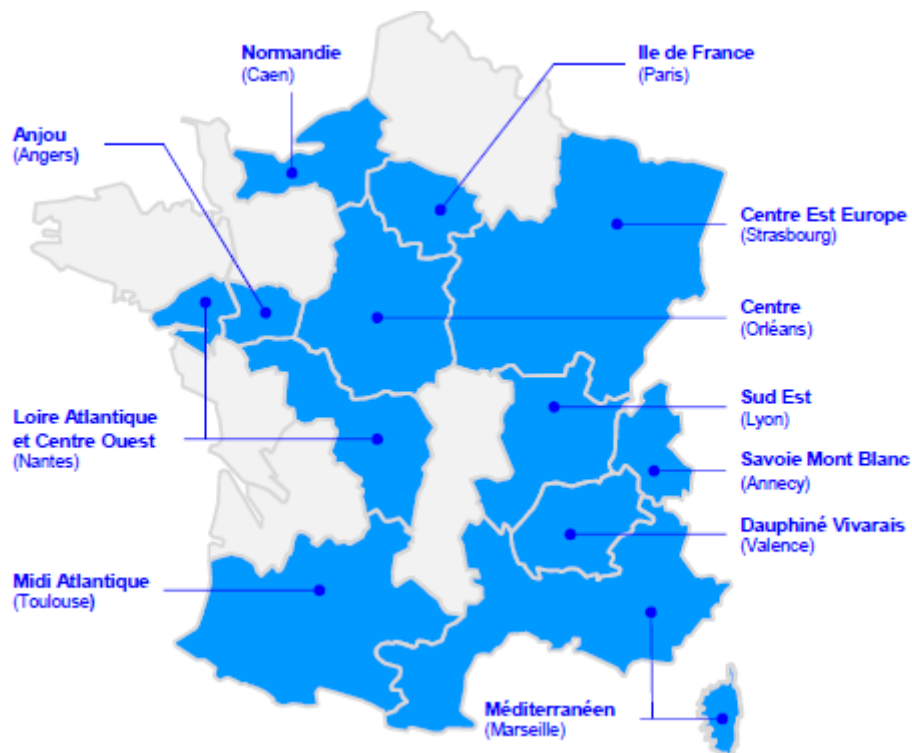 Normandie
(Caen)
Ile de France
(Paris)
Anjou
(Angers)
Centre Est Europe
(Strasbourg)
Centre
(Orléans)
Loire Atlantique
et Centre Ouest
(Nantes)
Sud Est
(Lyon)
Savoie Mont Blanc
(Annecy)
Dauphiné Vivarais
(Valence)
Midi Atlantique
(Toulouse)
Méditerranéen
(Marseille)